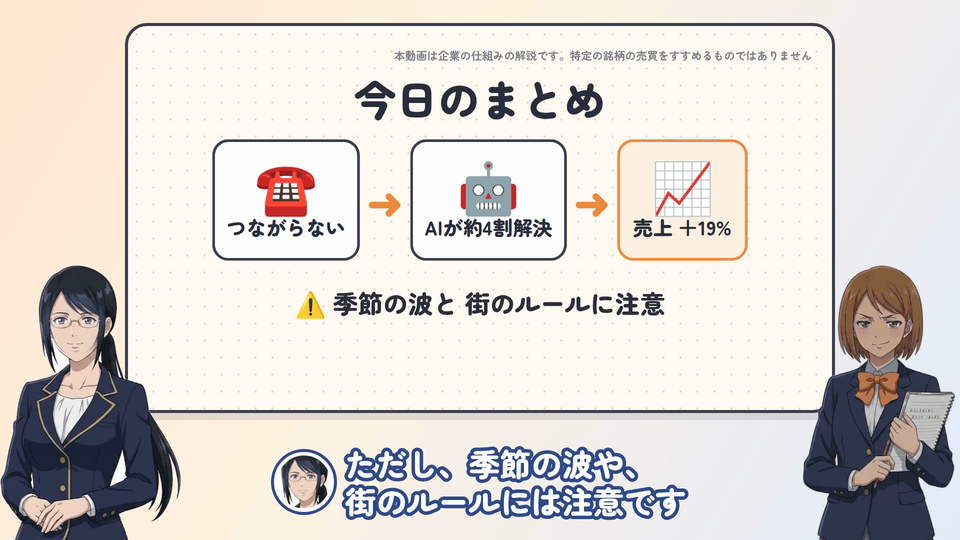 本動画は企業の仕組みの解説です。特定の銘柄の売買をすすめるものではありません
今日のまとめ
つながらない
AIが約4割解決
売上 +19%
季節の波と 街のルールに注意
ただし、季節の波や、
街のルールには注意です